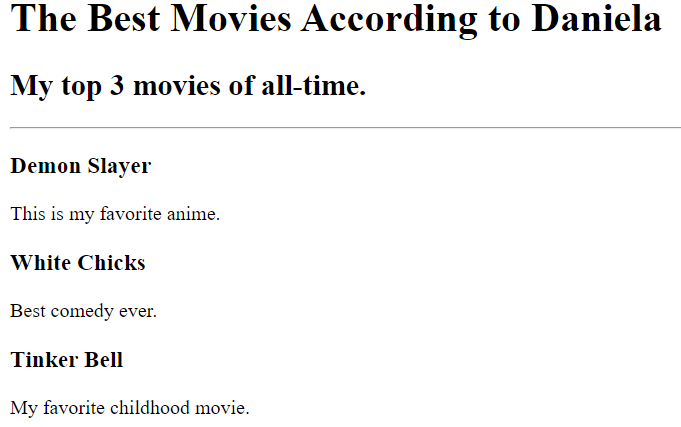 The Best Movies According to Daniela
My top 3 movies of all-time.
Demon Slayer
This is my favorite anime.
White Chicks
Best comedy ever.
Tinker Bell
My favorite childhood movie.